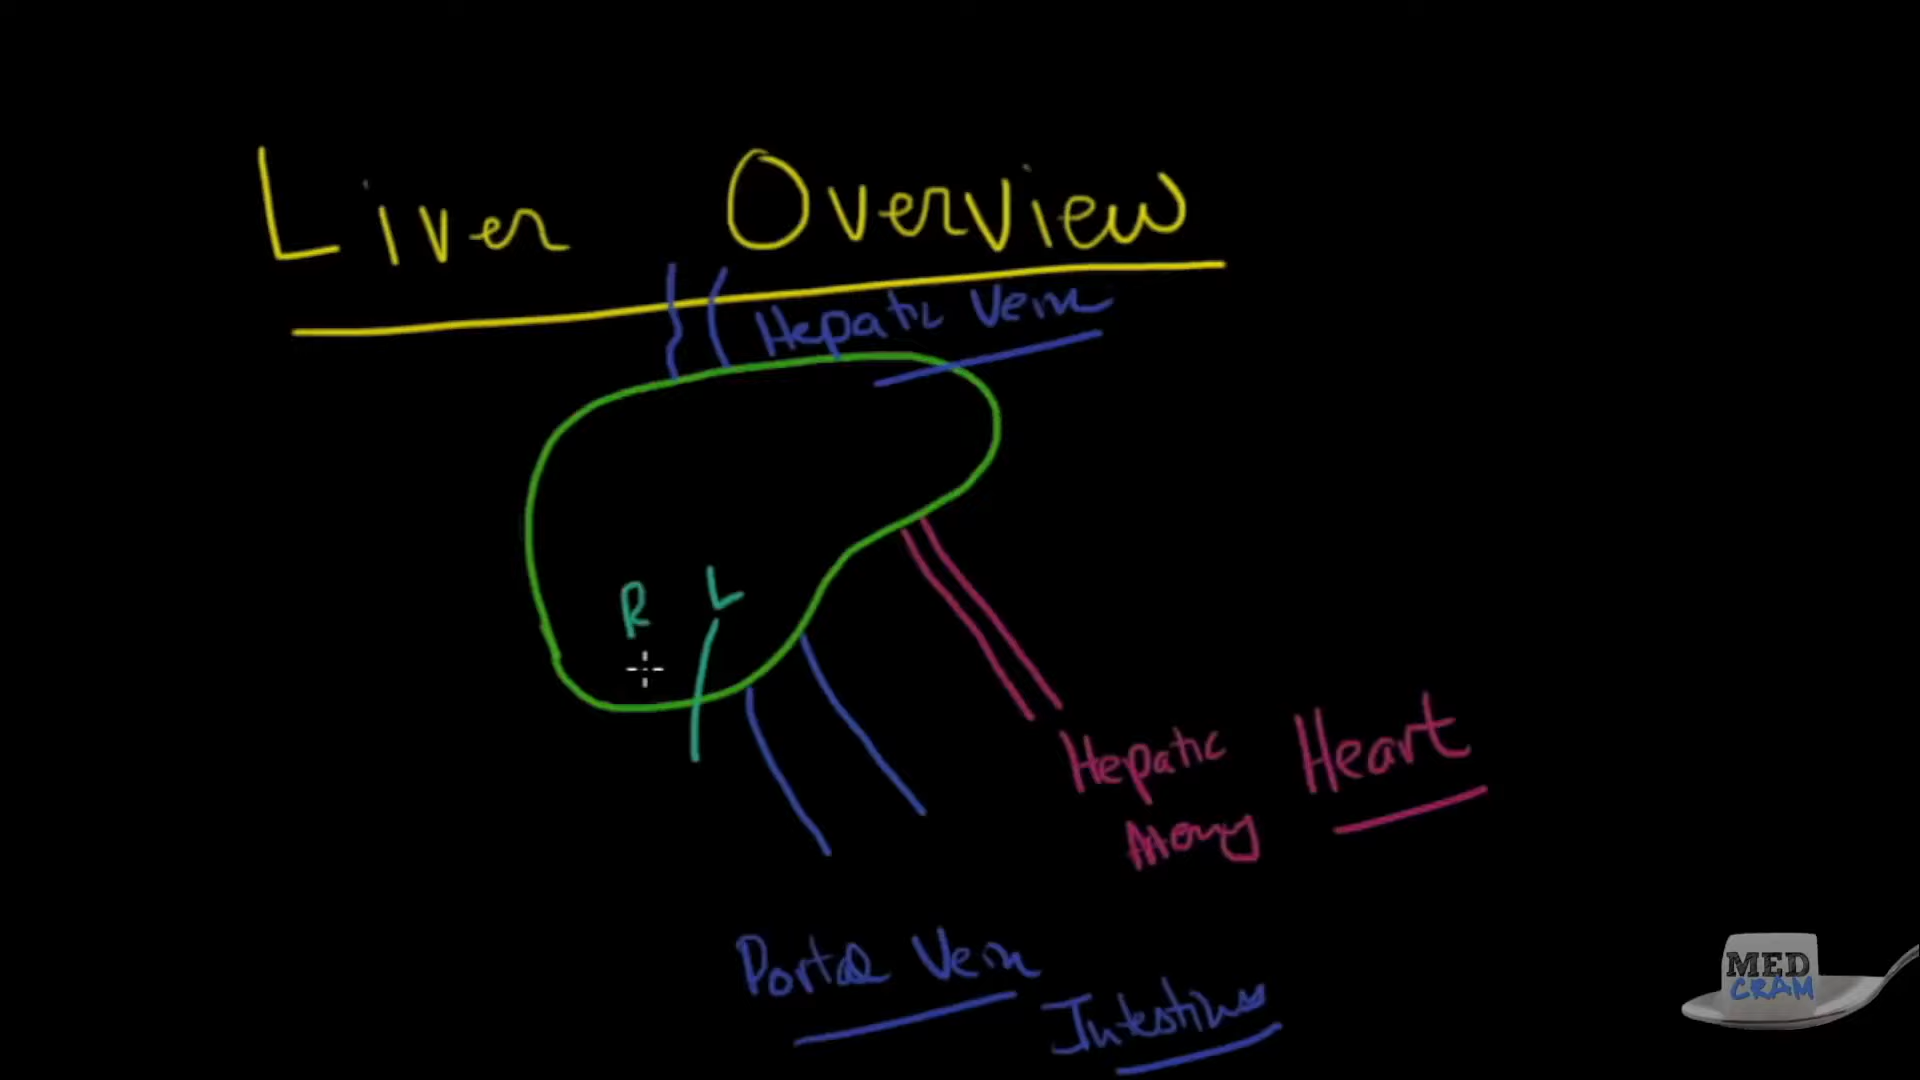 Liver Overview
Hepatic Vein
R L
Hepatic Heart
Artery
Portal Vein
Intestines
MED
CRAM